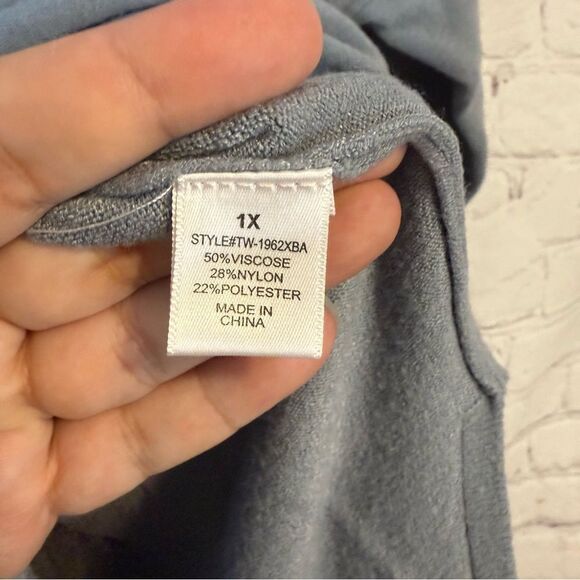 1X
STYLE#TW-1962XBA
50%VISCOSE
28%NYLON
22%POLYESTER
MADE IN
CHINA